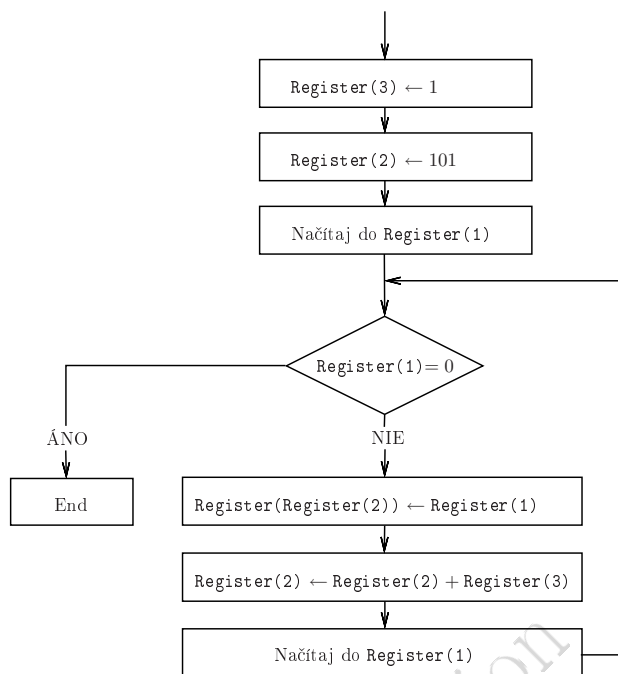 Register(3) ← 1
Register(2) ← 101
Načítaj do Register(1)
Register(1)= 0
ÁNO
NIE
End
Register(Register(2)) ← Register(1)
Register(2) ← Register(2) + Register(3)
Načítaj do Register(1)